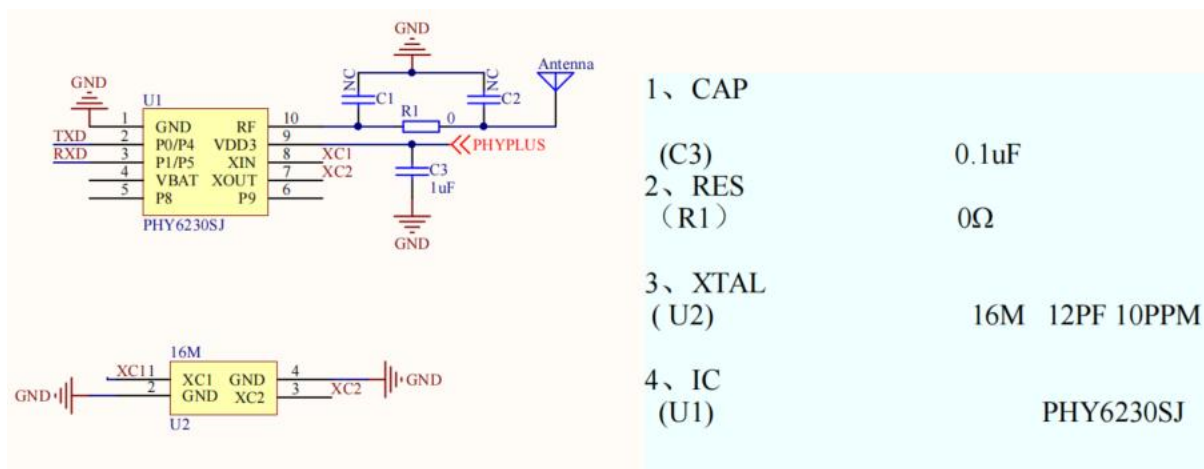 GND
Antenna
NC
NC
C1
C2
GND
U1
R1
0
1
GND
RF
10
TXD
2
P0/P4
VDD3
9
PHYPLUS
RXD
3
P1/P5
XIN
8
XC1
4
VBAT
XOUT
7
XC2
5
P8
P9
6
C3
1uF
PHY6230SJ
GND
16M
XC1
1
XC1
GND
4
GND
GND
2
GND
XC2
3
XC2
U2
1、CAP
(C3) 0.1uF
2、RES
（R1） 0Ω
3、XTAL
( U2) 16M 12PF 10PPM
4、IC
(U1) PHY6230SJ